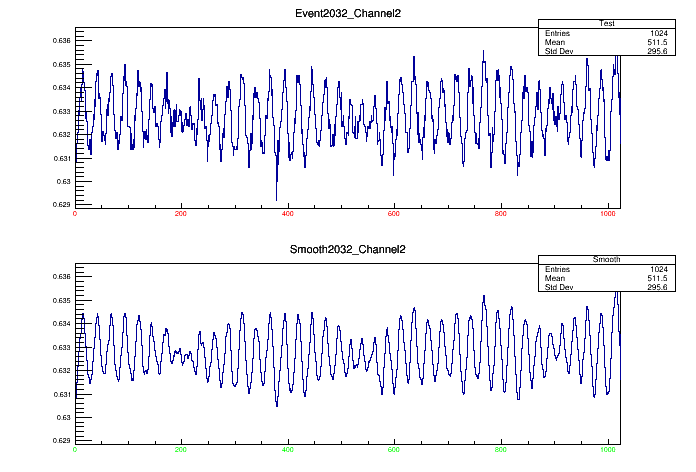 Event2032_Channel2
Test
Entries 1024
Mean 511.5
Std Dev 295.6
0.636
0.635
0.634
0.633
0.632
0.631
0.63
0.629
0 200 400 600 800 1000
Smooth2032_Channel2
Smooth
Entries 1024
Mean 511.5
Std Dev 295.6
0.636
0.635
0.634
0.633
0.632
0.631
0.63
0.629
0 200 400 600 800 1000